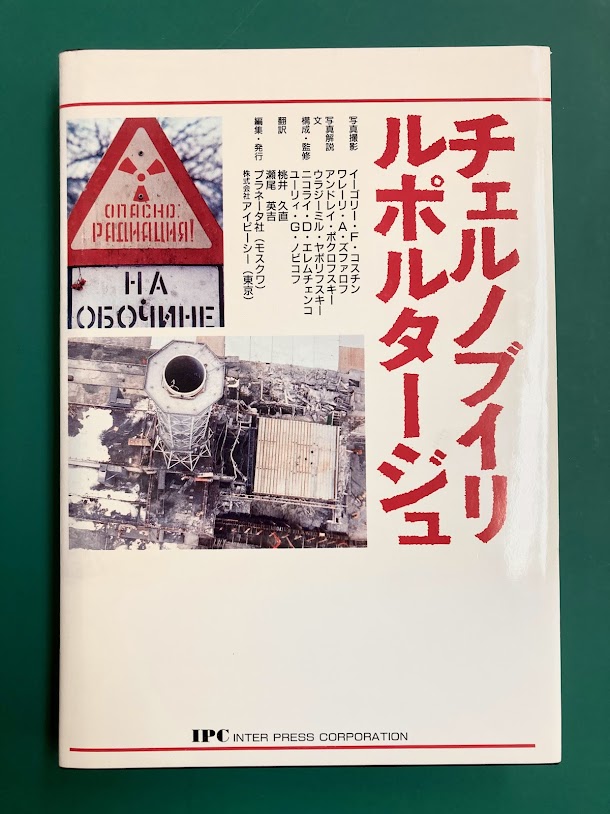 チェルノブイリ
ルポルタージュ
写真撮影 イーゴリー・F・コスチン
ワレーリ・A・ズファロフ
写真解説 アンドレイ・ポクロフスキー
文 ウラジーミル・ヤボリフスキー
構成・監修 ニコライ・D・エレムチェンコ
ユーリィ・G・ノビコフ
翻訳 桃井 久直
瀬尾 英吉
編集・発行 プラネータ社(モスクワ)
株式会社アイピーシー(東京)
ОПАСНО:
РАДИАЦИЯ!
НА
ОБОЧИНЕ
IPC INTER PRESS CORPORATION